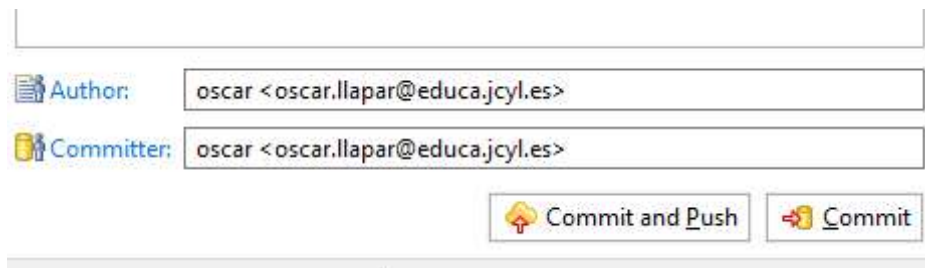 Author: oscar <oscar.llapar@educa.jcyl.es>
Committer: oscar <oscar.llapar@educa.jcyl.es>
Commit and Push Commit